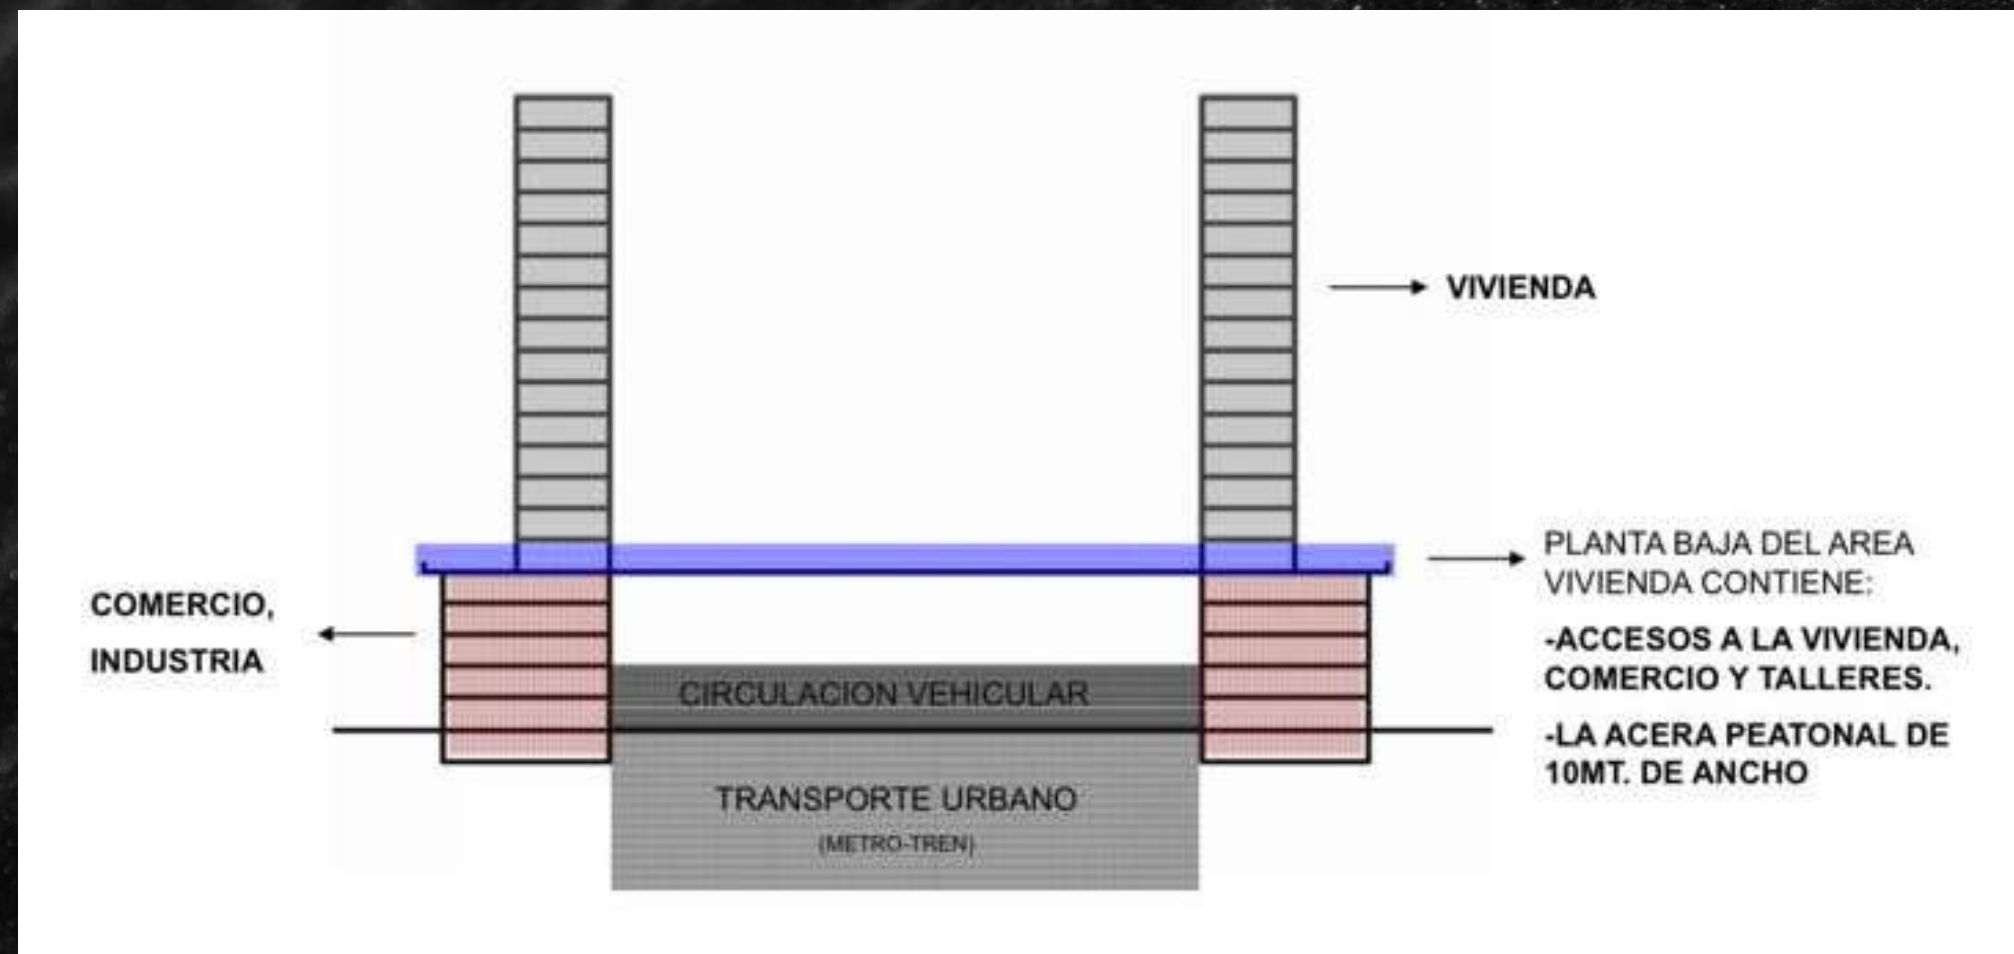 VIVIENDA
PLANTA BAJA DEL AREA
VIVIENDA CONTIENE:
-ACCESOS A LA VIVIENDA,
COMERCIO Y TALLERES.
-LA ACERA PEATONAL DE
10MT. DE ANCHO
COMERCIO,
INDUSTRIA
CIRCULACION VEHICULAR
TRANSPORTE URBANO
(METRO-TREN)